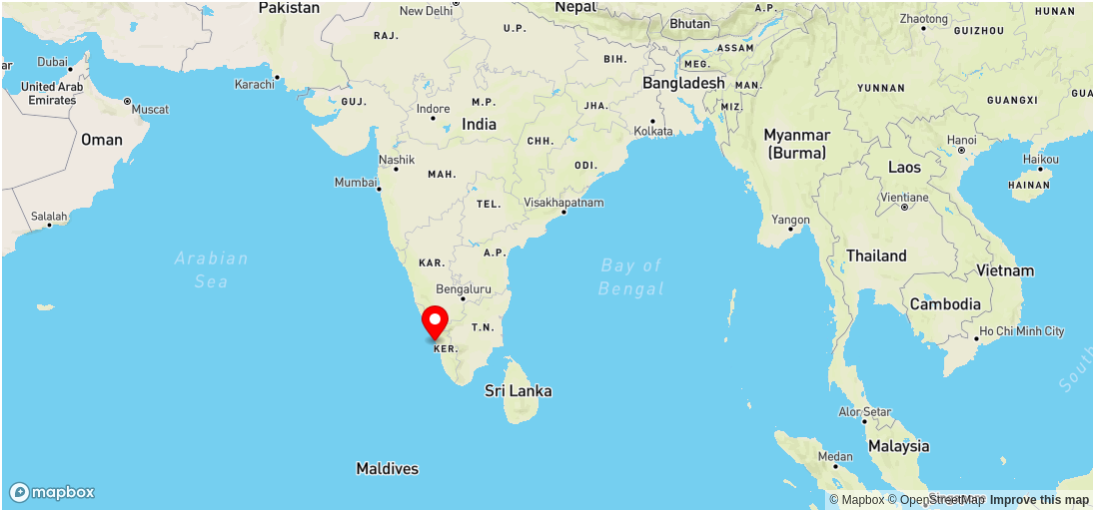 Pakistan
New Delhi
Nepal
A.P.
HUNAN
Zhaotong
Bhutan
U.P.
RAJ.
GUIZHOU
ASSAM
BIH.
MEG.
Dubai
ar
Karachi
Bangladesh
MAN.
YUNNAN
United Arab
Emirates
Muscat
GUJ.
Indore
M.P.
JHA.
MIZ.
GUANGXI
GUA
India
Kolkata
Oman
CHH.
Myanmar
(Burma)
Hanoi
Nashik
ODI.
Laos
Haikou
MAH.
Mumbai
HAINAN
Vientiane
TEL.
Visakhapatnam
Salalah
Yangon
A.P.
Arabian
Sea
KAR.
Bay of
Bengal
Thailand
Vietnam
Bengaluru
Cambodia
T.N.
Ho Chi Minh City
KER.
South
Sri Lanka
Alor Setar
Malaysia
Maldives
Medan
mapbox
© Mapbox © OpenStreetMap Improve this map
Singapore